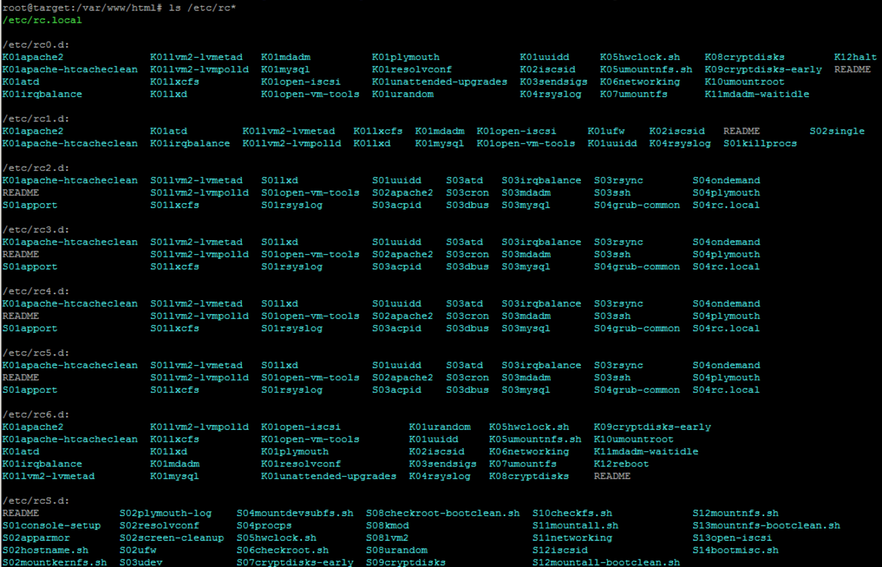 root@target:/var/www/html# ls /etc/rc*
/etc/rc.local
/etc/rc0.d:
K01apache2 K01lvm2-lvmetad K01mdadm K01plymouth K01uuidd K05hwclock.sh K08cryptdisks K12halt
K01apache-htcacheclean K01lvm2-lvmpolld K01mysql K01resolvconf K02iscsid K05umountnfs.sh K09cryptdisks-early README
K01atd K01lxcfs K01open-iscsi K01unattended-upgrades K03sendsigs K06networking K10umountroot
K01irqbalance K01lxd K01open-vm-tools K01urandom K04rsyslog K07umountfs K11mdadm-waitidle
/etc/rc1.d:
K01apache2 K01atd K01lvm2-lvmetad K01lxcfs K01mdadm K01open-iscsi K01ufw K02iscsid README S02single
K01apache-htcacheclean K01irqbalance K01lvm2-lvmpolld K01lxd K01mysql K01open-vm-tools K01uuidd K04rsyslog S01killprocs
/etc/rc2.d:
K01apache-htcacheclean S01lvm2-lvmetad S01lxd S01uuidd S03atd S03irqbalance S03rsync S04ondemand
README S01lvm2-lvmpolld S01open-vm-tools S02apache2 S03cron S03mdadm S03ssh S04plymouth
S01apport S01lxcfs S01rsyslog S03acpid S03dbus S03mysql S04grub-common S04rc.local
/etc/rc3.d:
K01apache-htcacheclean S01lvm2-lvmetad S01lxd S01uuidd S03atd S03irqbalance S03rsync S04ondemand
README S01lvm2-lvmpolld S01open-vm-tools S02apache2 S03cron S03mdadm S03ssh S04plymouth
S01apport S01lxcfs S01rsyslog S03acpid S03dbus S03mysql S04grub-common S04rc.local
/etc/rc4.d:
K01apache-htcacheclean S01lvm2-lvmetad S01lxd S01uuidd S03atd S03irqbalance S03rsync S04ondemand
README S01lvm2-lvmpolld S01open-vm-tools S02apache2 S03cron S03mdadm S03ssh S04plymouth
S01apport S01lxcfs S01rsyslog S03acpid S03dbus S03mysql S04grub-common S04rc.local
/etc/rc5.d:
K01apache-htcacheclean S01lvm2-lvmetad S01lxd S01uuidd S03atd S03irqbalance S03rsync S04ondemand
README S01lvm2-lvmpolld S01open-vm-tools S02apache2 S03cron S03mdadm S03ssh S04plymouth
S01apport S01lxcfs S01rsyslog S03acpid S03dbus S03mysql S04grub-common S04rc.local
/etc/rc6.d:
K01apache2 K01lvm2-lvmpolld K01open-iscsi K01urandom K05hwclock.sh K09cryptdisks-early
K01apache-htcacheclean K01lxcfs K01open-vm-tools K01uuidd K05umountnfs.sh K10umountroot
K01atd K01lxd K01plymouth K02iscsid K06networking K11mdadm-waitidle
K01irqbalance K01mdadm K01resolvconf K03sendsigs K07umountfs K12reboot
K01lvm2-lvmetad K01mysql K01unattended-upgrades K04rsyslog K08cryptdisks README
/etc/rcS.d:
README S02plymouth-log S04mountdevsubfs.sh S08checkroot-bootclean.sh S10checkfs.sh S12mountnfs.sh
S01console-setup S02resolvconf S04procps S08kmod S11mountall.sh S13mountnfs-bootclean.sh
S02apparmor S02screen-cleanup S05hwclock.sh S08lvm2 S11networking S13open-iscsi
S02hostname.sh S02ufw S06checkroot.sh S08urandom S12iscsid S14bootmisc.sh
S02mountkernfs.sh S03udev S07cryptdisks-early S09cryptdisks S12mountall-bootclean.sh